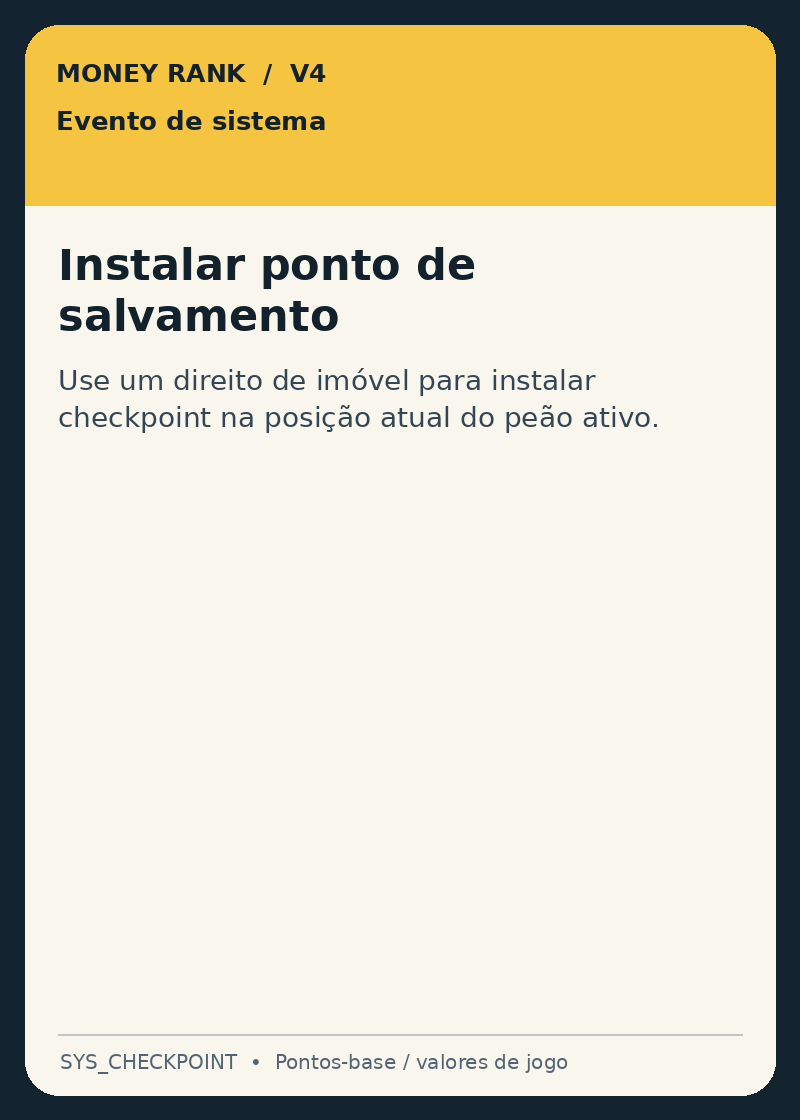 MONEY RANK / V4
Evento de sistema
Instalar ponto de
salvamento
Use um direito de imóvel para instalar
checkpoint na posição atual do peão ativo.
SYS_CHECKPOINT • Pontos-base / valores de jogo